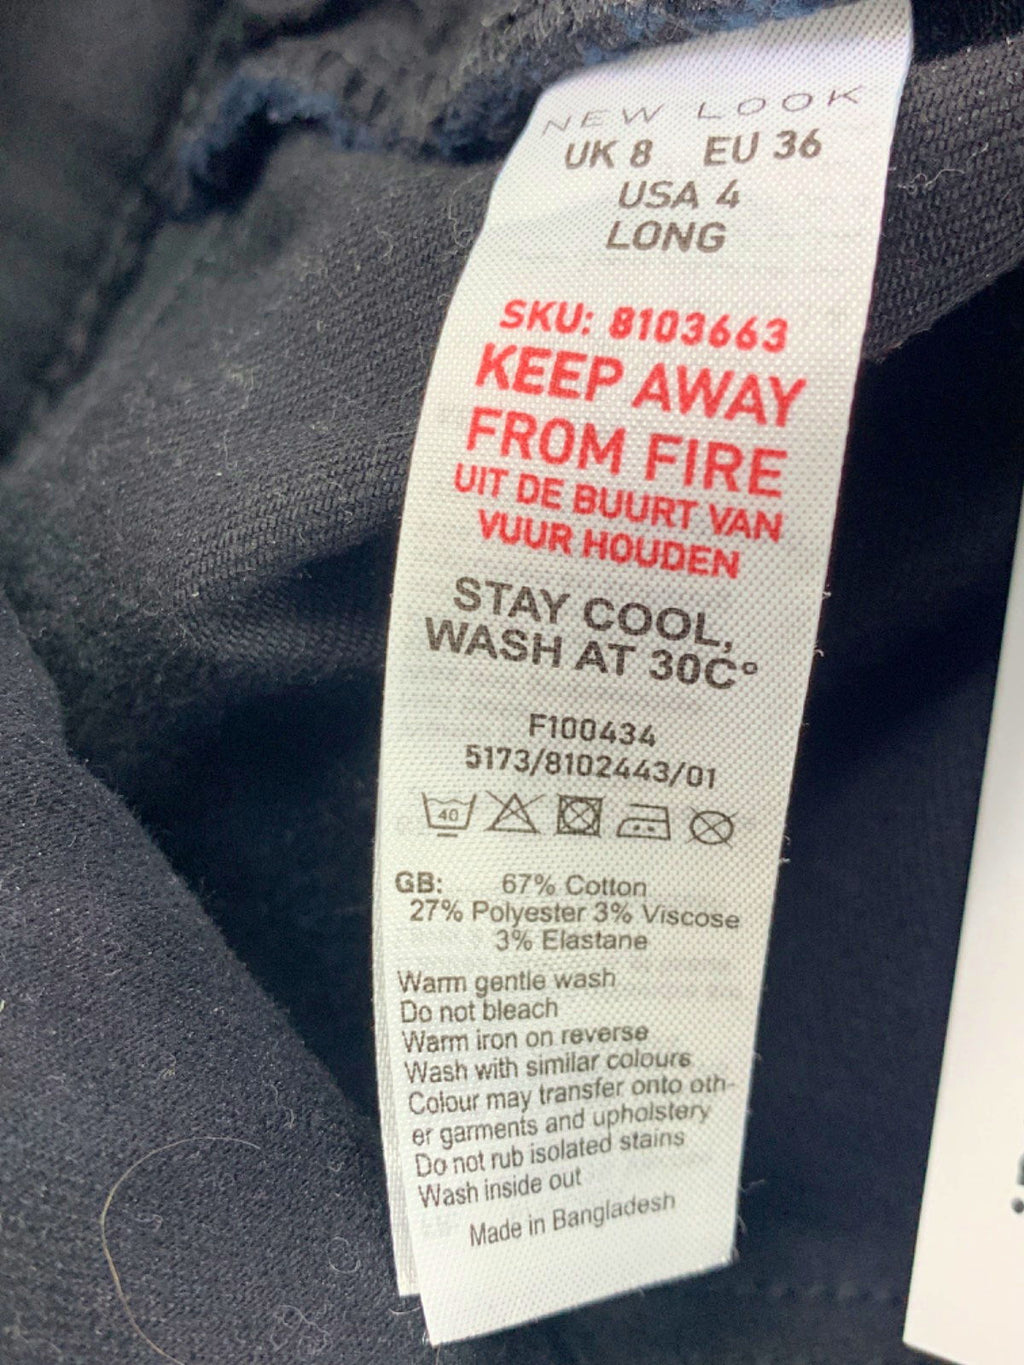 NEW LOOK
UK 8 EU 36
USA 4
LONG
SKU: 8103663
KEEP AWAY
FROM FIRE
UIT DE BUURT VAN
VUUR HOUDEN
STAY COOL,
WASH AT 30C°
F100434
5173/8102443/01
40
GB: 67% Cotton
27% Polyester 3% Viscose
3% Elastane
Warm gentle wash
Do not bleach
Warm iron on reverse
Wash with similar colours
Colour may transfer onto oth-
er garments and upholstery
Do not rub isolated stains
Wash inside out
Made in Bangladesh